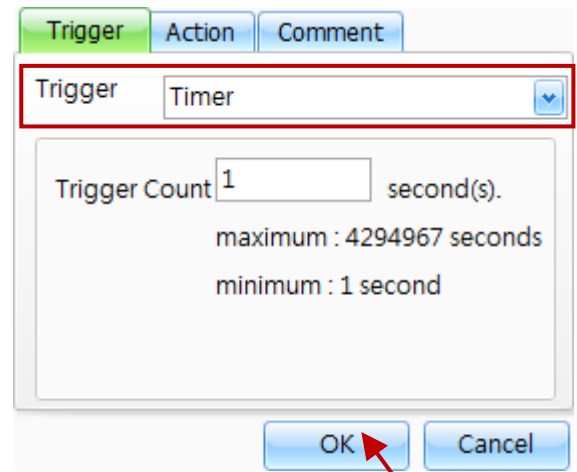 Trigger Action Comment
Trigger Timer
Trigger Count 1 second(s).
maximum : 4294967 seconds
minimum : 1 second
OK Cancel